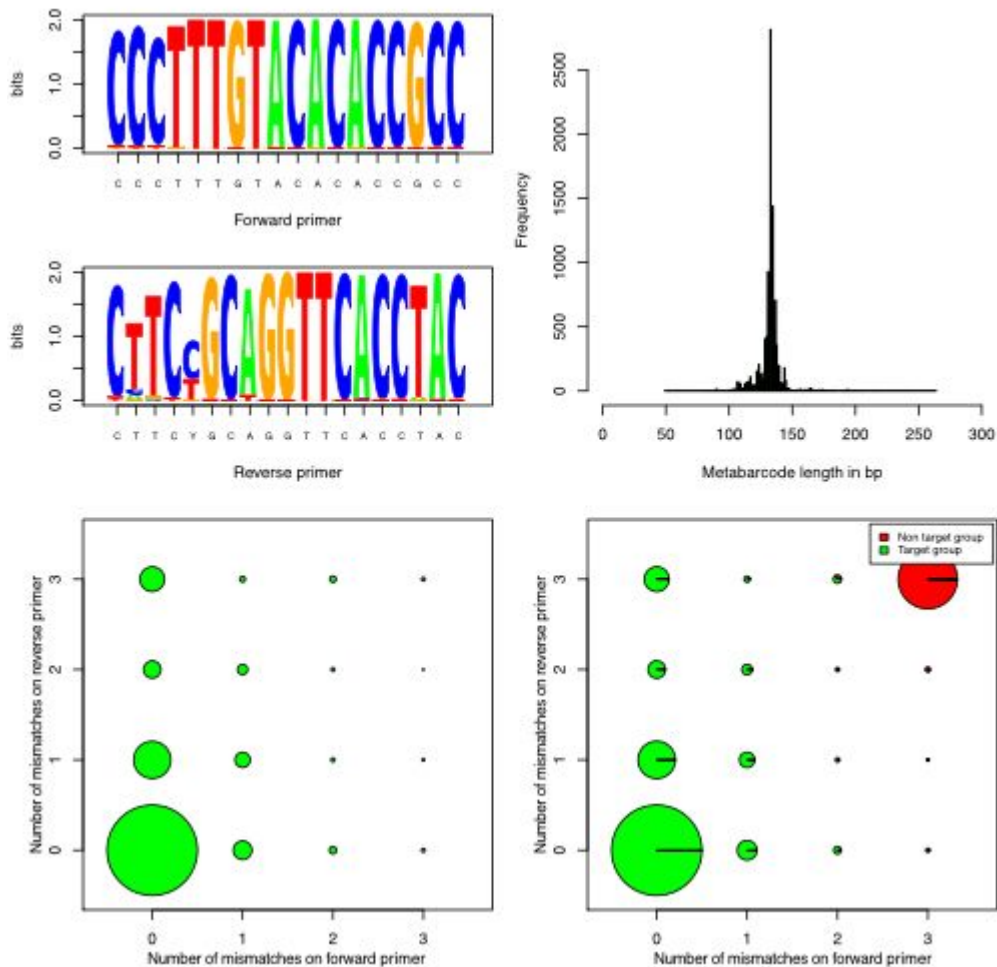 bits
2.0
1.0
0.0
CCCTTTGTACACACCGCC
C C C T T T G T A C A C A C C G C C
Forward primer
bits
2.0
1.0
0.0
CTTCCTGCAGGTTCACCTAC
C T T C Y G C A G G T T C A C C T A C
Reverse primer
Frequency
2500
2000
1500
1000
500
0
0 50 100 150 200 250 300
Metabarcode length in bp
Number of mismatches on reverse primer
3
2
1
0
0 1 2 3
Number of mismatches on forward primer
Non target group
Target group
Number of mismatches on reverse primer
3
2
1
0
0 1 2 3
Number of mismatches on forward primer